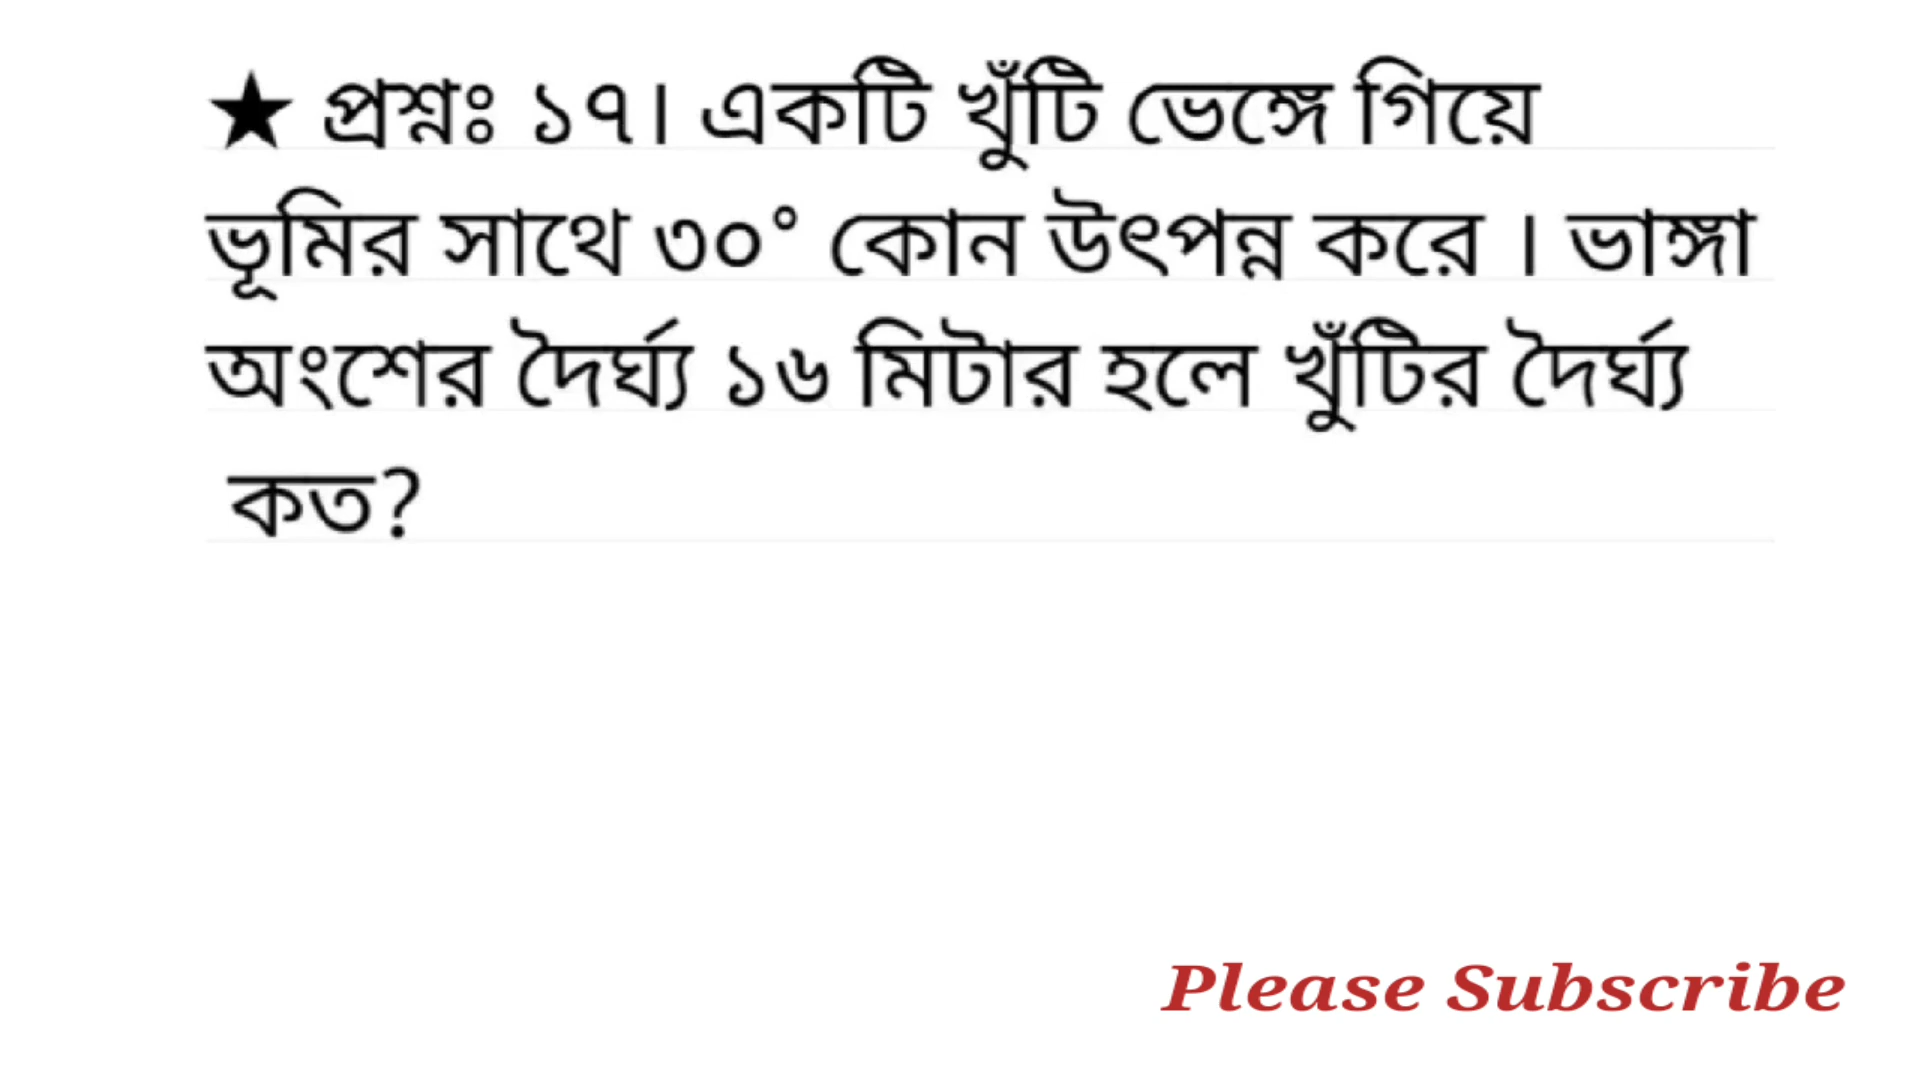 ★ প্রশ্নঃ ১৭। একটি খুঁটি ভেঙ্গে গিয়ে
ভূমির সাথে ৩০° কোন উৎপন্ন করে । ভাঙ্গা
অংশের দৈর্ঘ্য ১৬ মিটার হলে খুঁটির দৈর্ঘ্য
কত?
Please Subscribe